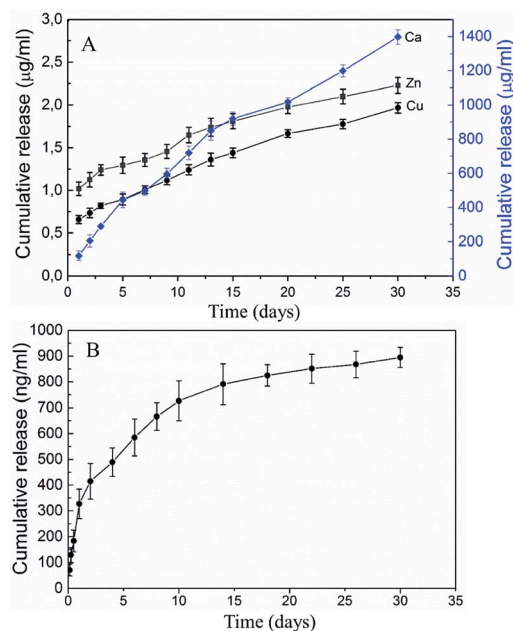 A
Cumulative release (μg/ml)
3,0
2,5
2,0
1,5
1,0
0,5
0,0
Ca
Zn
Cu
1400
1200
1000
800
600
400
200
0
Cumulative release (μg/ml)
0 5 10 15 20 25 30 35
Time (days)
B
Cumulative release (ng/ml)
1000
900
800
700
600
500
400
300
200
100
0
0 5 10 15 20 25 30 35
Time (days)